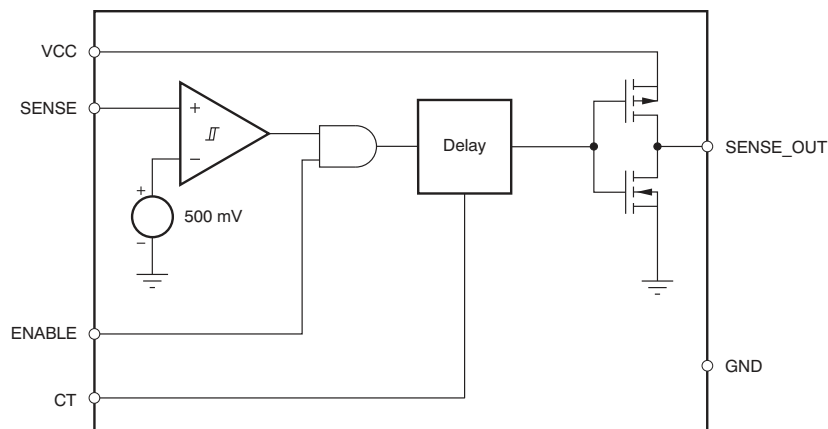 VCC
SENSE
+
−
+
500 mV
−
Delay
SENSE_OUT
ENABLE
GND
CT